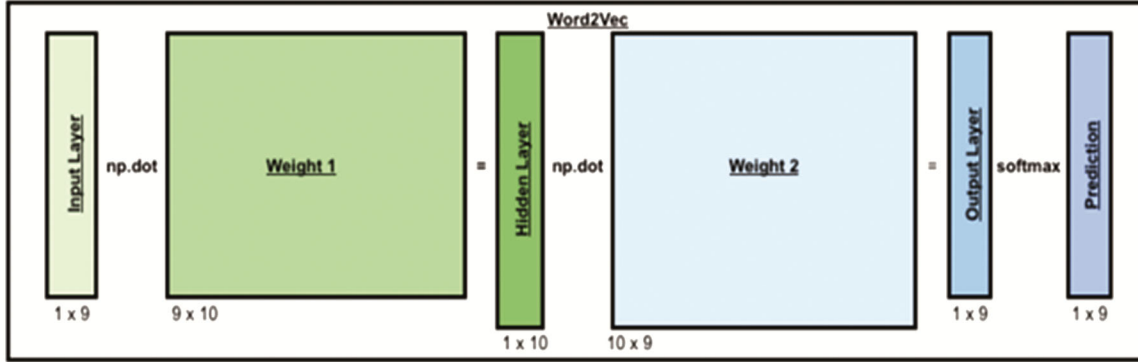 Word2Vec
Input Layer
np.dot
Weight 1
=
Hidden Layer
np.dot
Weight 2
=
Output Layer
softmax
Prediction
1 x 9
9 x 10
1 x 10
10 x 9
1 x 9
1 x 9